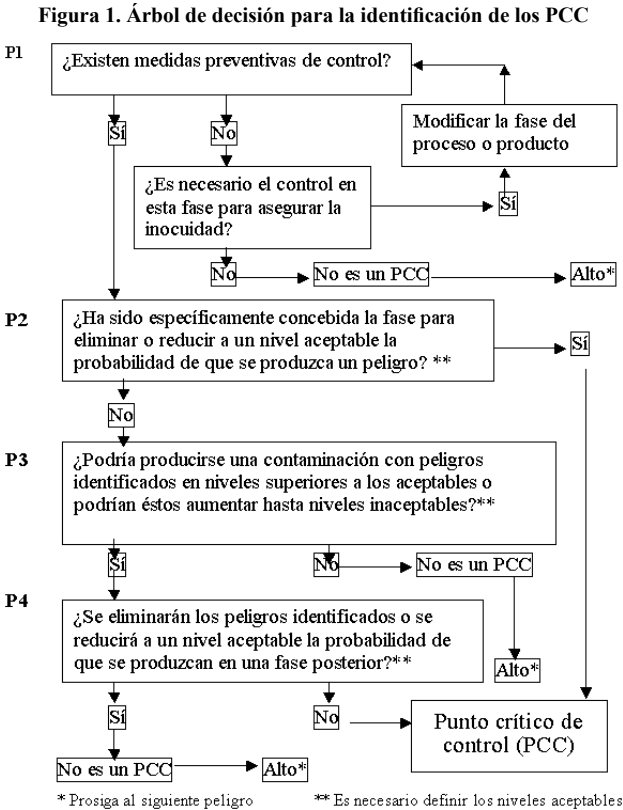 Figura 1. Árbol de decisión para la identificación de los PCC
P1
¿Existen medidas preventivas de control?
Sí
No
Modificar la fase del
proceso o producto
¿Es necesario el control en
esta fase para asegurar la
inocuidad?
Sí
No
No es un PCC
Alto*
P2
¿Ha sido específicamente concebida la fase para
eliminar o reducir a un nivel aceptable la
probabilidad de que se produzca un peligro? **
Sí
No
P3
¿Podría producirse una contaminación con peligros
identificados en niveles superiores a los aceptables o
podrían éstos aumentar hasta niveles inaceptables?**
Sí
No
No es un PCC
P4
¿Se eliminarán los peligros identificados o se
reducirá a un nivel aceptable la probabilidad de
que se produzcan en una fase posterior?**
Alto*
Sí
No
Punto crítico de
control (PCC)
No es un PCC
Alto*
* Prosiga al siguiente peligro
** Es necesario definir los niveles aceptables